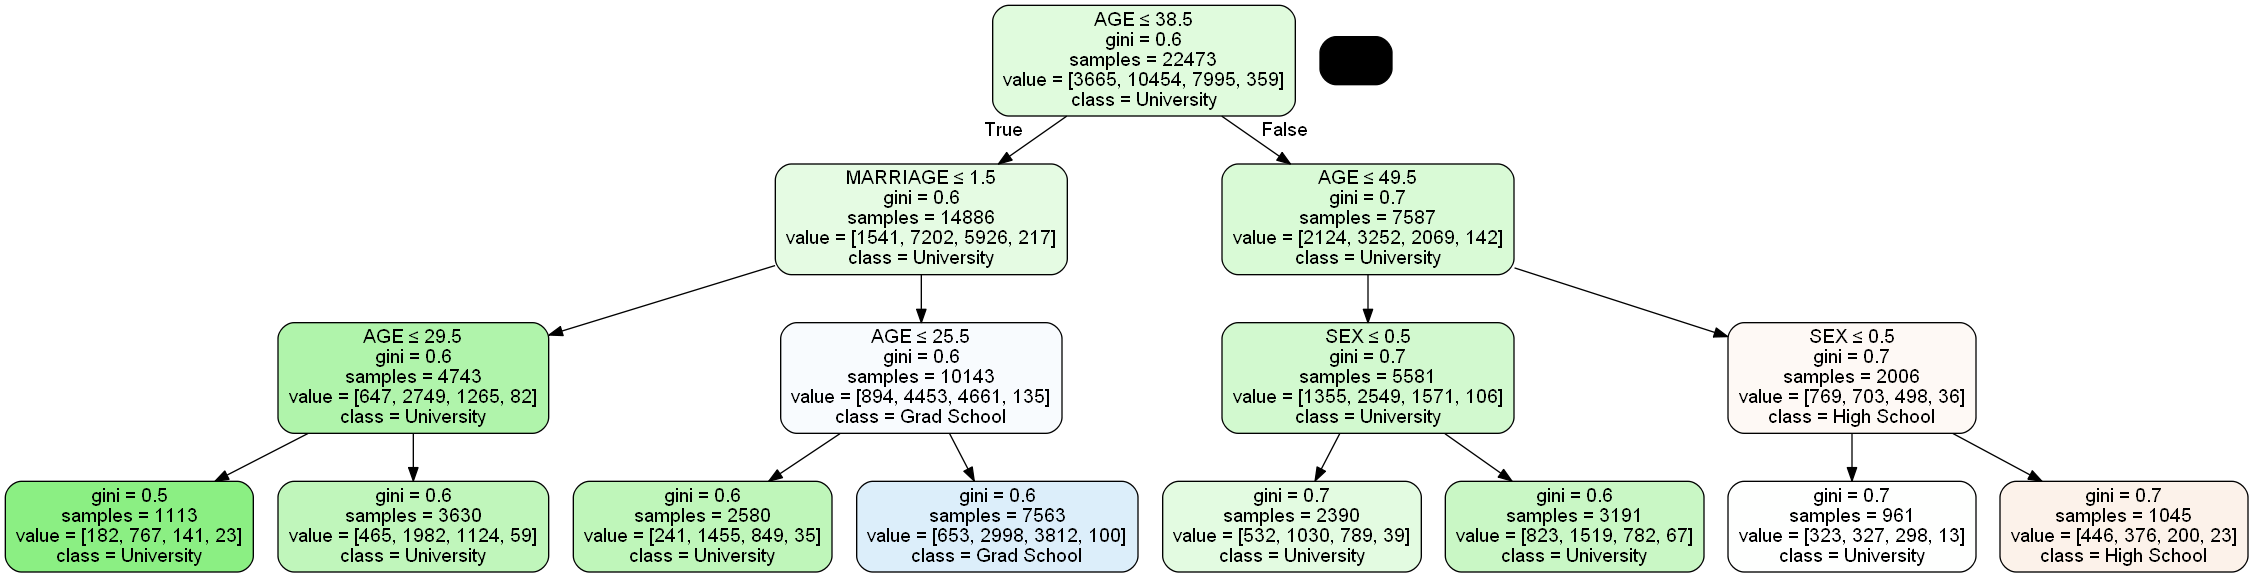 AGE ≤ 38.5
gini = 0.6
samples = 22473
value = [3665, 10454, 7995, 359]
class = University
True
False
MARRIAGE ≤ 1.5
gini = 0.6
samples = 14886
value = [1541, 7202, 5926, 217]
class = University
AGE ≤ 49.5
gini = 0.7
samples = 7587
value = [2124, 3252, 2069, 142]
class = University
AGE ≤ 29.5
gini = 0.6
samples = 4743
value = [647, 2749, 1265, 82]
class = University
AGE ≤ 25.5
gini = 0.6
samples = 10143
value = [894, 4453, 4661, 135]
class = Grad School
SEX ≤ 0.5
gini = 0.7
samples = 5581
value = [1355, 2549, 1571, 106]
class = University
SEX ≤ 0.5
gini = 0.7
samples = 2006
value = [769, 703, 498, 36]
class = High School
gini = 0.5
samples = 1113
value = [182, 767, 141, 23]
class = University
gini = 0.6
samples = 3630
value = [465, 1982, 1124, 59]
class = University
gini = 0.6
samples = 2580
value = [241, 1455, 849, 35]
class = University
gini = 0.6
samples = 7563
value = [653, 2998, 3812, 100]
class = Grad School
gini = 0.7
samples = 2390
value = [532, 1030, 789, 39]
class = University
gini = 0.6
samples = 3191
value = [823, 1519, 782, 67]
class = University
gini = 0.7
samples = 961
value = [323, 327, 298, 13]
class = University
gini = 0.7
samples = 1045
value = [446, 376, 200, 23]
class = High School